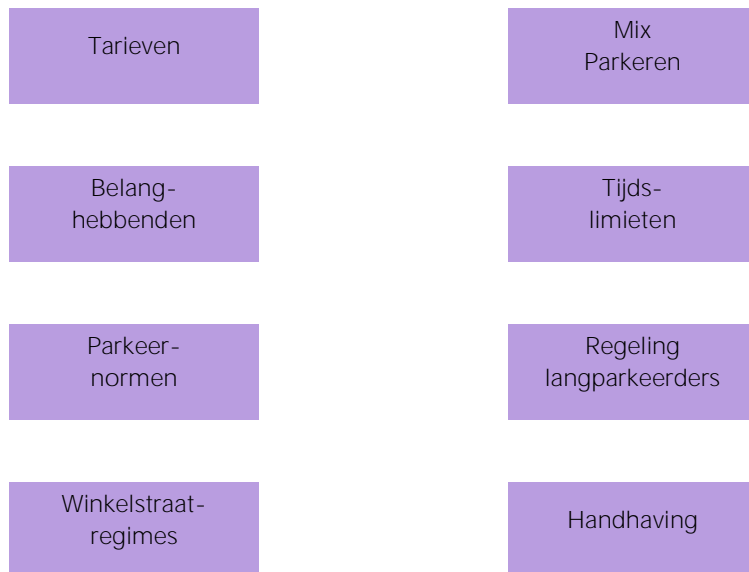 Tarieven
Mix
Parkeren
Belang-
hebbenden
Tijds-
limieten
Parkeer-
normen
Regeling
langparkeerders
Winkelstraat-
regimes
Handhaving